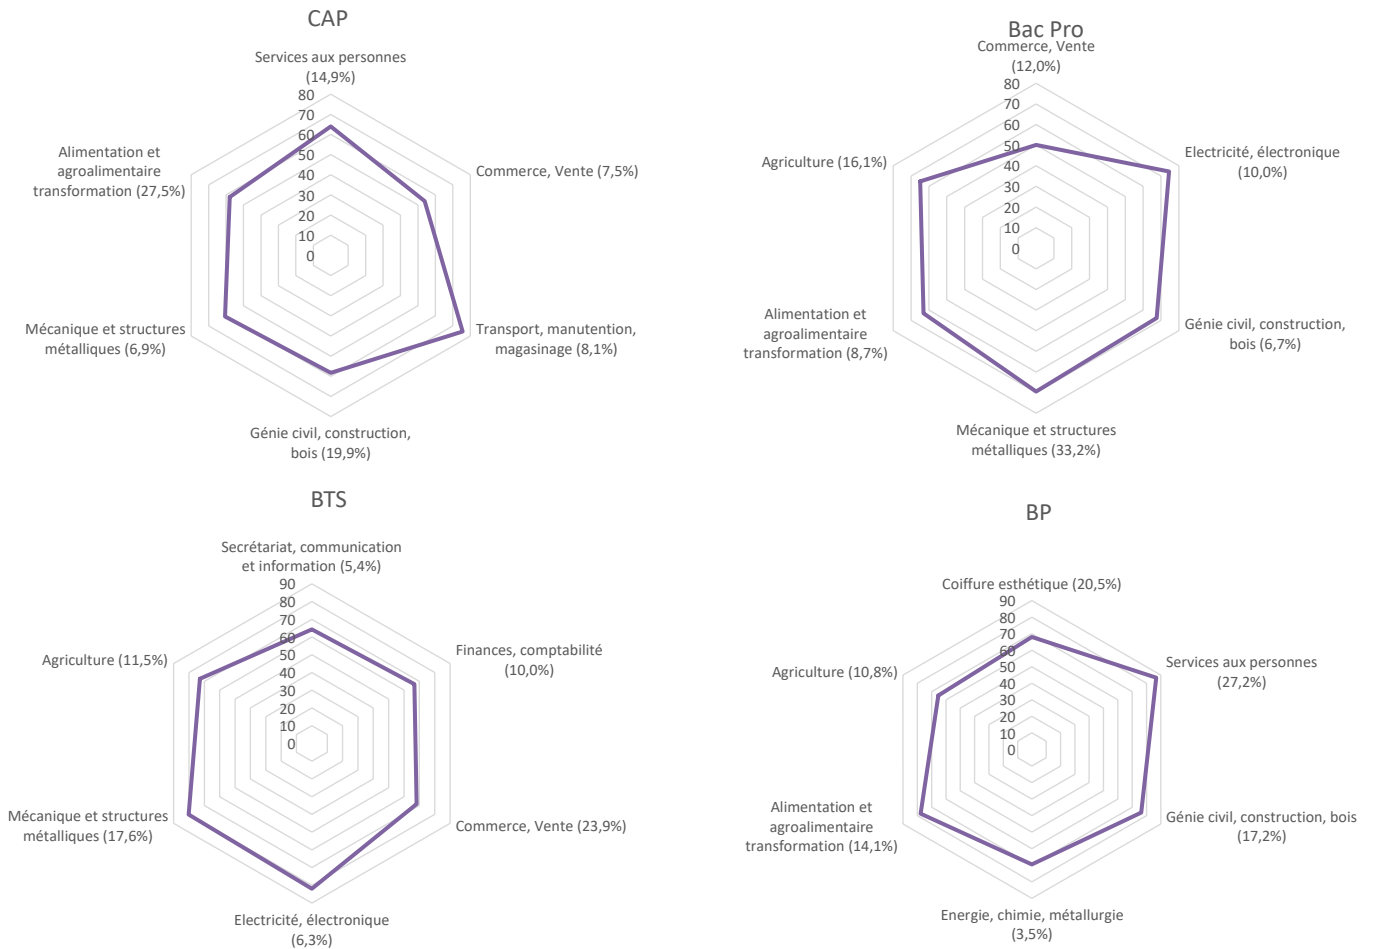 CAP
Services aux personnes
(14,9%)
80
70
60
50
40
30
20
10
0
Commerce, Vente (7,5%)
Transport, manutention,
magasinage (8,1%)
Génie civil, construction,
bois (19,9%)
Mécanique et structures
métalliques (6,9%)
Alimentation et
agroalimentaire
transformation (27,5%)
Bac Pro
Commerce, Vente
(12,0%)
80
70
60
50
40
30
20
10
0
Electricité, électronique
(10,0%)
Génie civil, construction,
bois (6,7%)
Mécanique et structures
métalliques (33,2%)
Alimentation et
agroalimentaire
transformation (8,7%)
Agriculture (16,1%)
BTS
Secrétariat, communication
et information (5,4%)
90
80
70
60
50
40
30
20
10
0
Finances, comptabilité
(10,0%)
Commerce, Vente (23,9%)
Electricité, électronique
(6,3%)
Mécanique et structures
métalliques (17,6%)
Agriculture (11,5%)
BP
Coiffure esthétique (20,5%)
90
80
70
60
50
40
30
20
10
0
Services aux personnes
(27,2%)
Génie civil, construction, bois
(17,2%)
Energie, chimie, métallurgie
(3,5%)
Alimentation et
agroalimentaire
transformation (14,1%)
Agriculture (10,8%)